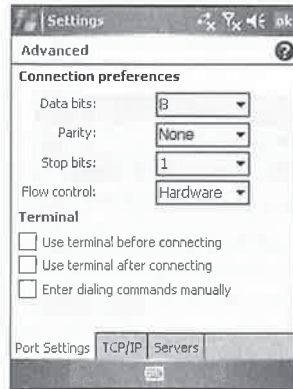 Settings ok
Advanced
Connection preferences
Data bits: 8
Parity: None
Stop bits: 1
Flow control: Hardware
Terminal
Use terminal before connecting
Use terminal after connecting
Enter dialing commands manually
Port Settings TCP/IP Servers